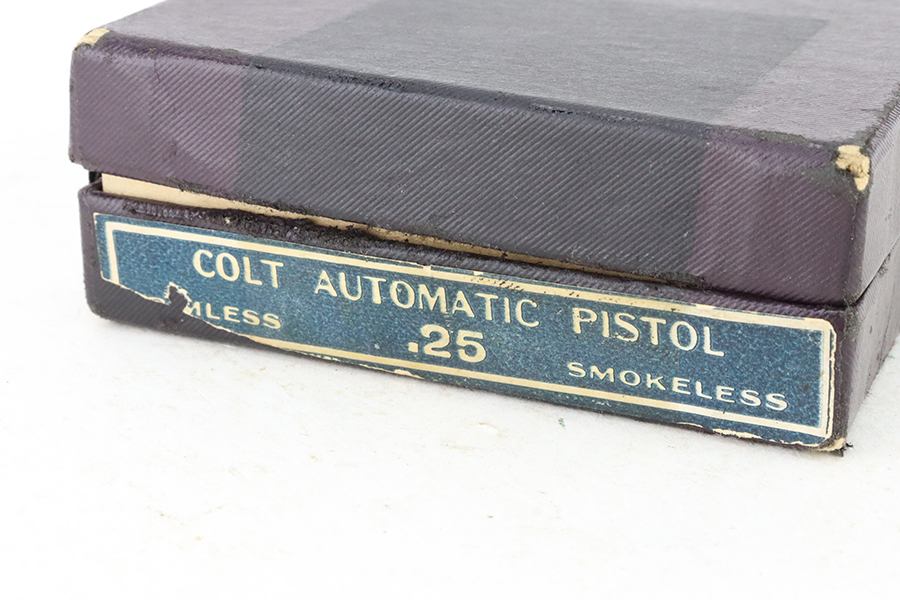 COLT AUTOMATIC PISTOL
.25
MLESS SMOKELESS